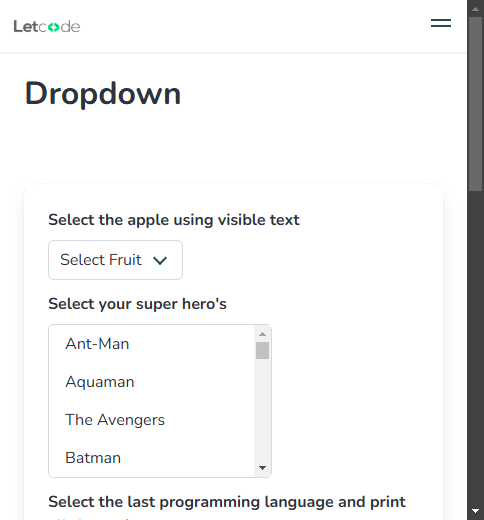 Letcode
Dropdown
Select the apple using visible text
Select Fruit
Select your super hero's
Ant-Man
Aquaman
The Avengers
Batman
Select the last programming language and print